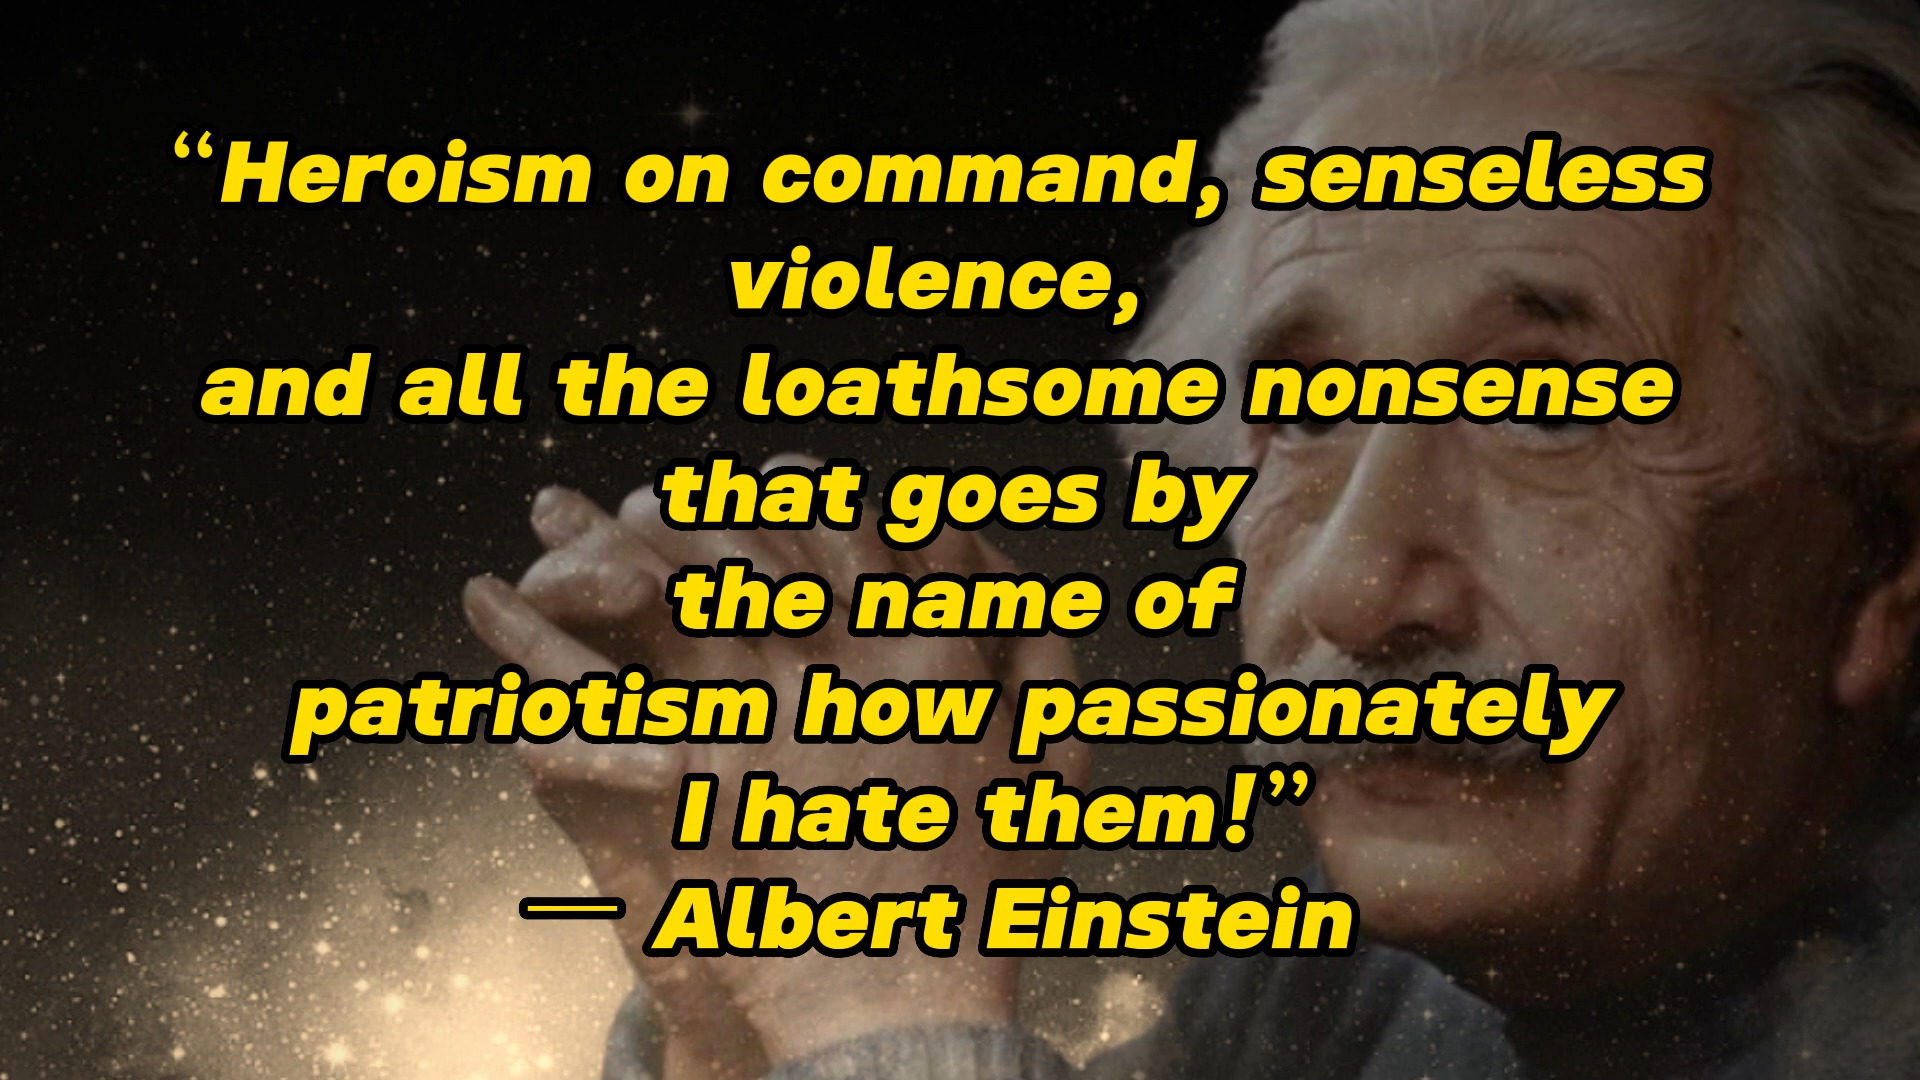 “Heroism on command, senseless
violence,
and all the loathsome nonsense
that goes by
the name of
patriotism how passionately
I hate them!”
— Albert Einstein